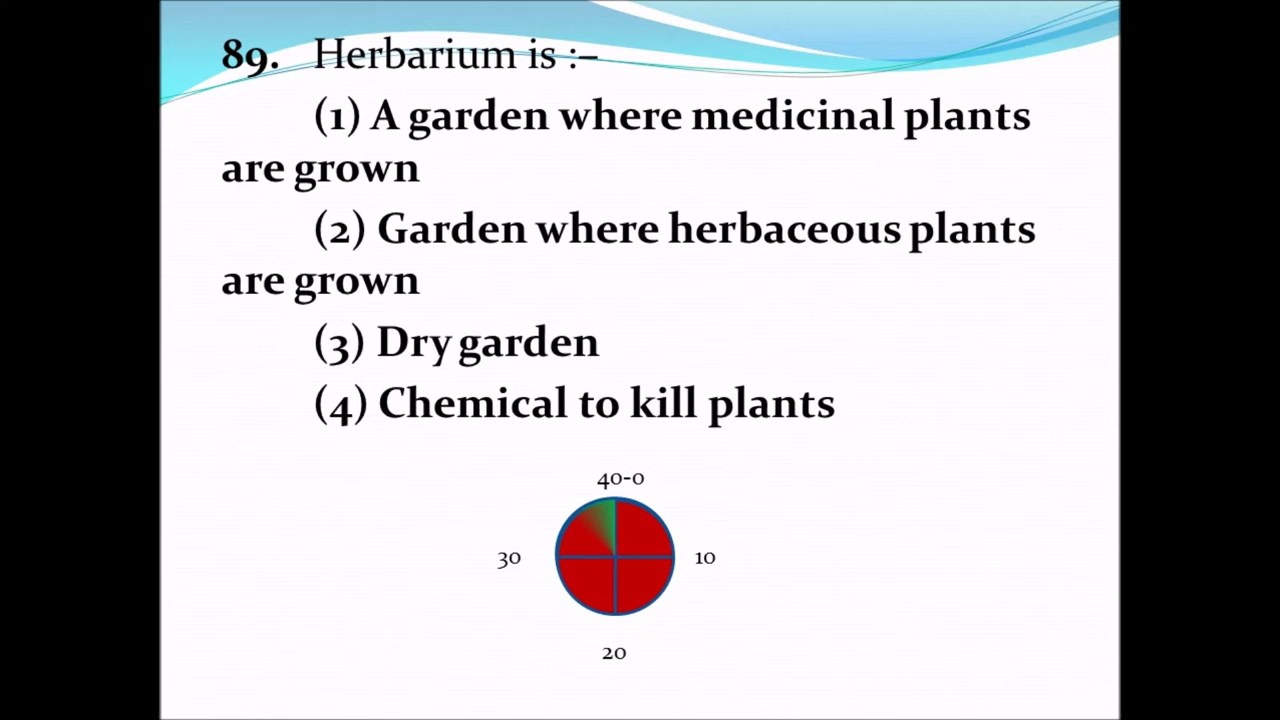 89. Herbarium is :–
(1) A garden where medicinal plants
are grown
(2) Garden where herbaceous plants
are grown
(3) Dry garden
(4) Chemical to kill plants
40-0
30
10
20